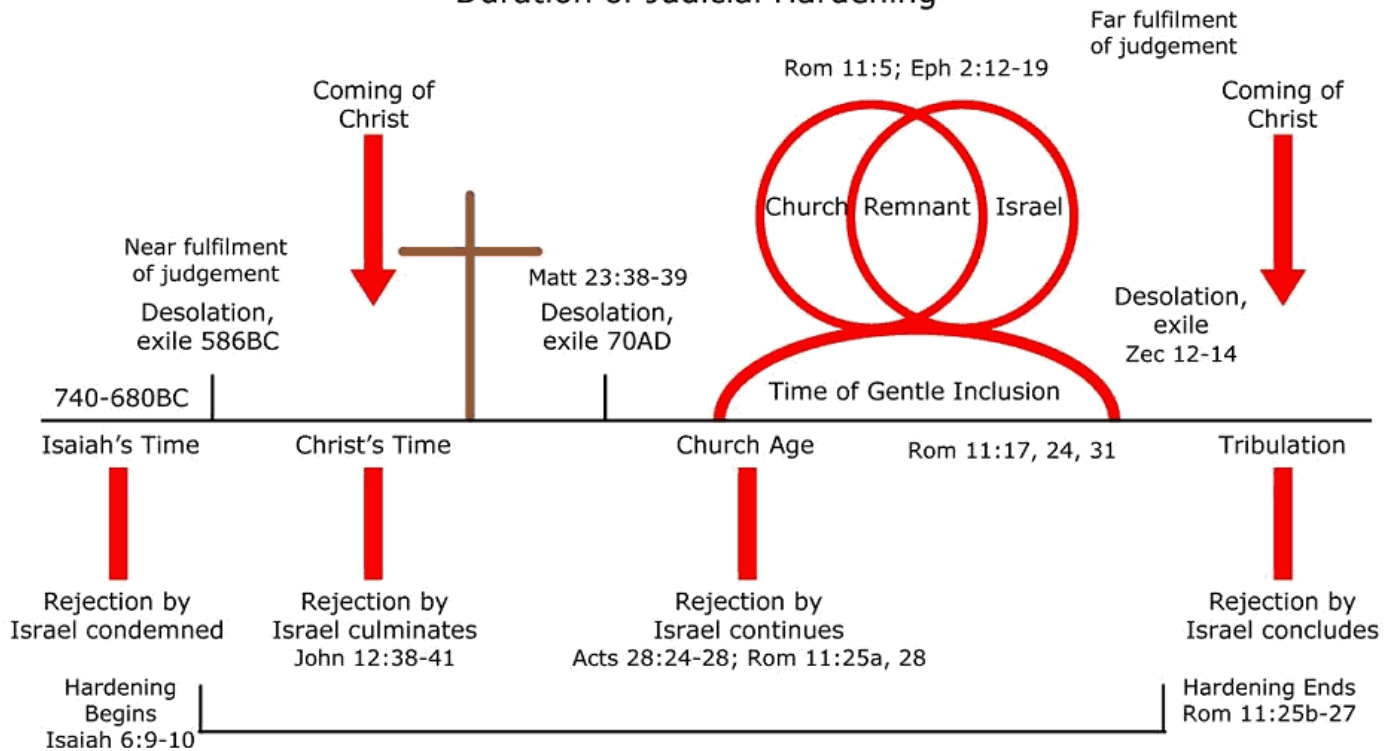 Duration of Judicial Hardening
Far fulfilment
of judgement
Rom 11:5; Eph 2:12-19
Coming of
Christ
Coming of
Christ
Church
Remnant
Israel
Near fulfilment
of judgement
Desolation,
exile 586BC
Matt 23:38-39
Desolation,
exile 70AD
Desolation,
exile
Zec 12-14
740-680BC
Time of Gentle Inclusion
Isaiah's Time
Christ's Time
Church Age
Rom 11:17, 24, 31
Tribulation
Rejection by
Israel condemned
Rejection by
Israel culminates
John 12:38-41
Rejection by
Israel continues
Acts 28:24-28; Rom 11:25a, 28
Rejection by
Israel concludes
Hardening
Begins
Isaiah 6:9-10
Hardening Ends
Rom 11:25b-27